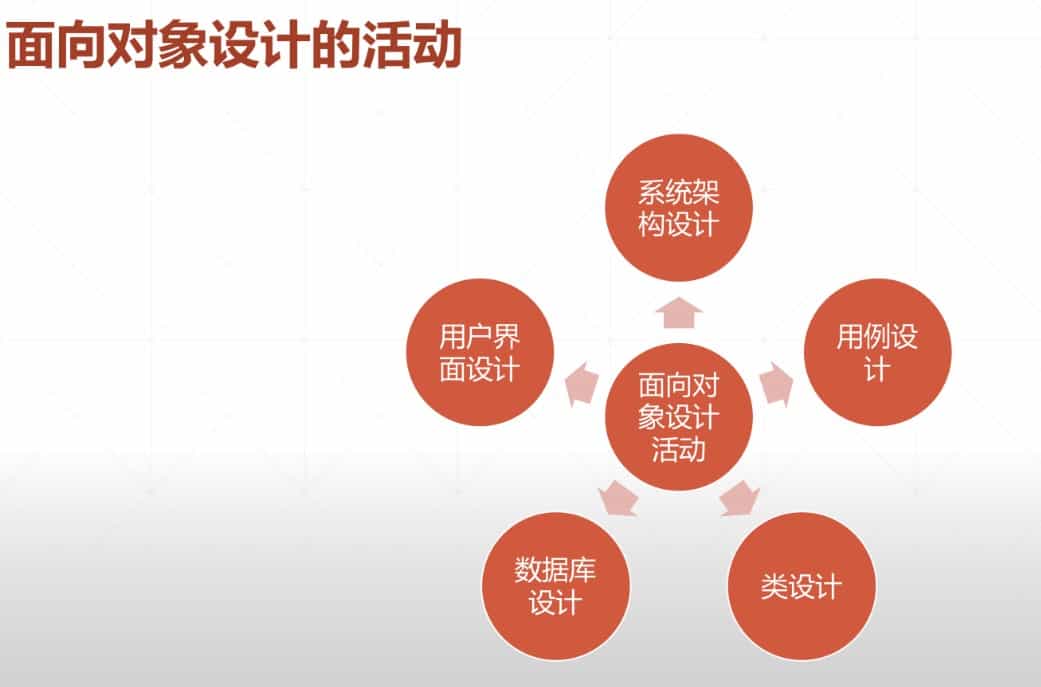 面向对象设计的活动
系统架
构设计
用户界
面设计
用例设
计
面向对
象设计
活动
数据库
设计
类设计